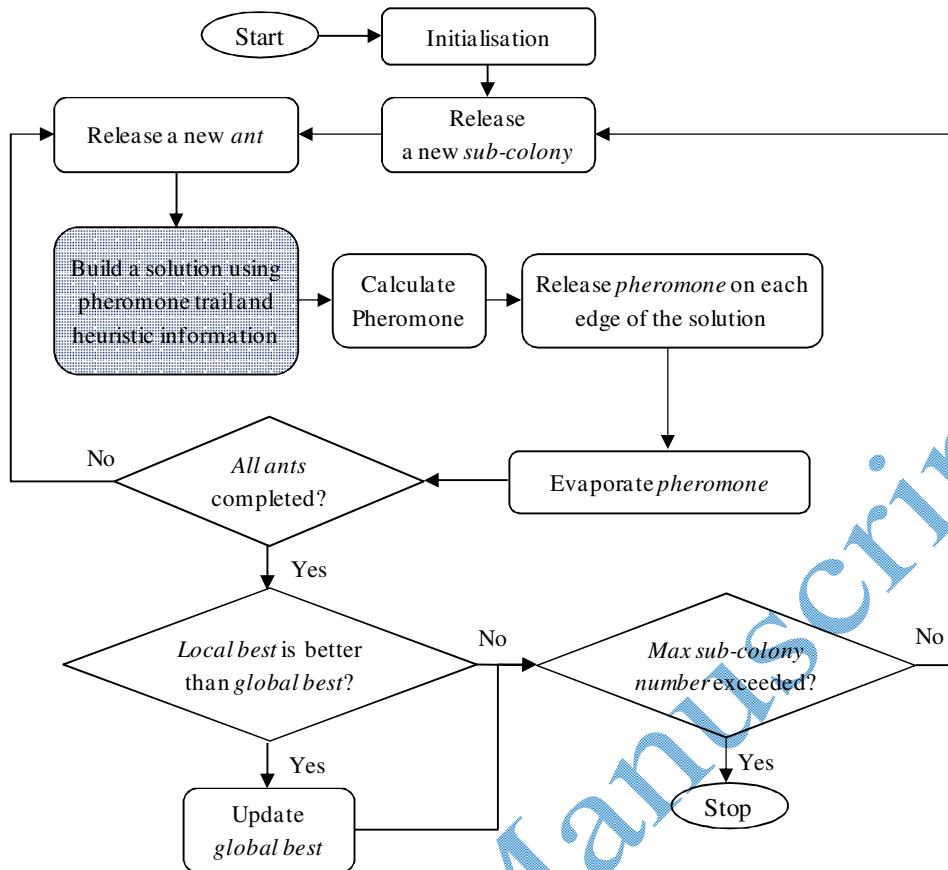 Start
Initialisation
Release a new ant
Release
a new sub-colony
Build a solution using
pheromone trail and
heuristic information
Calculate
Pheromone
Release pheromone on each
edge of the solution
No
All ants
completed?
Evaporate pheromone
Yes
Local best is better
than global best?
No
Max sub-colony
number exceeded?
No
Yes
Update
global best
Yes
Stop